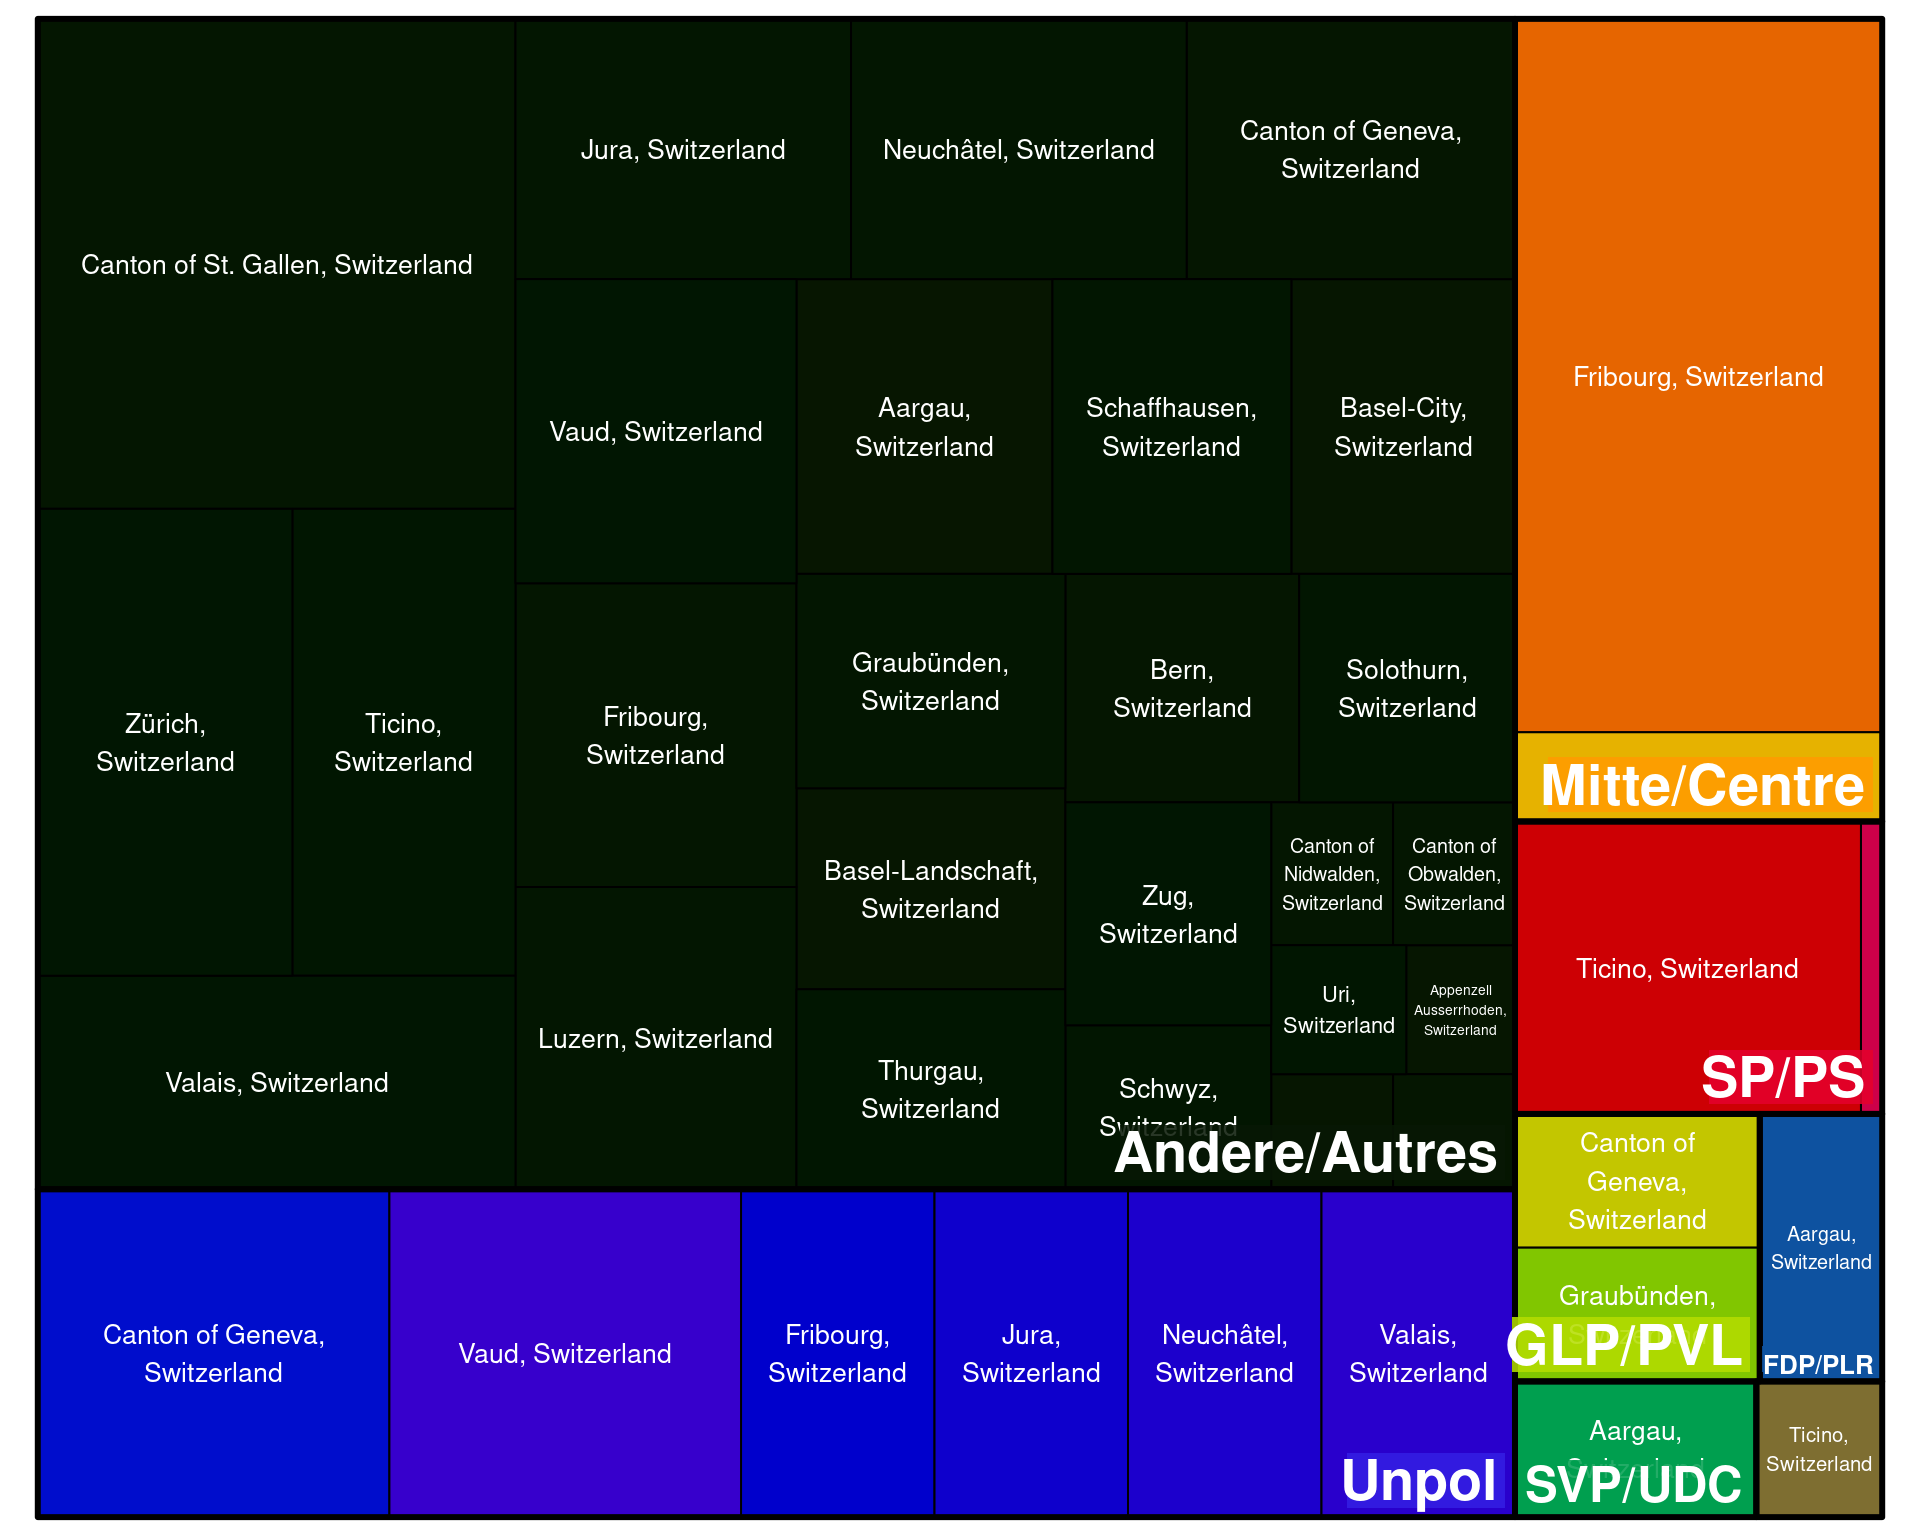 Canton of St. Gallen, Switzerland
Jura, Switzerland
Neuchâtel, Switzerland
Canton of Geneva,
Switzerland
Vaud, Switzerland
Aargau,
Switzerland
Schaffhausen,
Switzerland
Basel-City,
Switzerland
Zürich,
Switzerland
Ticino,
Switzerland
Fribourg,
Switzerland
Graubünden,
Switzerland
Bern,
Switzerland
Solothurn,
Switzerland
Basel-Landschaft,
Switzerland
Zug,
Switzerland
Canton of
Nidwalden,
Switzerland
Canton of
Obwalden,
Switzerland
Uri,
Switzerland
Appenzell
Ausserrhoden,
Switzerland
Valais, Switzerland
Luzern, Switzerland
Thurgau,
Switzerland
Schwyz,
Switzerland
Andere/Autres
Fribourg, Switzerland
Mitte/Centre
Ticino, Switzerland
SP/PS
Canton of
Geneva,
Switzerland
Graubünden,
Switzerland
GLP/PVL
Aargau,
Switzerland
FDP/PLR
Canton of Geneva,
Switzerland
Vaud, Switzerland
Fribourg,
Switzerland
Jura,
Switzerland
Neuchâtel,
Switzerland
Valais,
Switzerland
Unpol
Aargau,
Switzerland
SVP/UDC
Ticino,
Switzerland